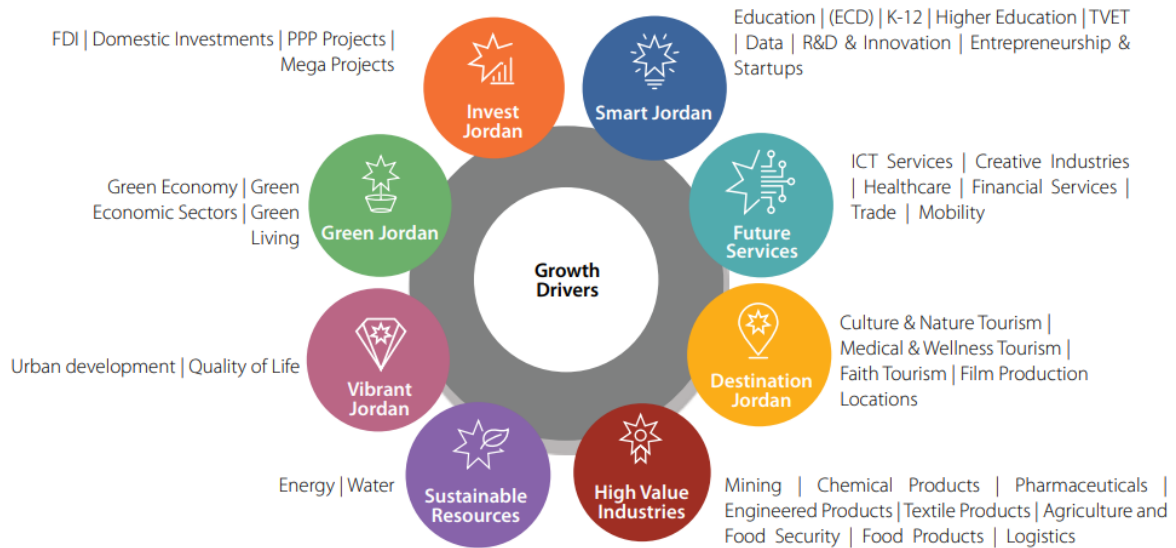 FDI | Domestic Investments | PPP Projects |
Mega Projects
Invest
Jordan
Education | (ECD) | K-12 | Higher Education | TVET
| Data | R&D & Innovation | Entrepreneurship &
Startups
Smart Jordan
ICT Services | Creative Industries
| Healthcare | Financial Services |
Trade | Mobility
Future
Services
Culture & Nature Tourism |
Medical & Wellness Tourism |
Faith Tourism | Film Production
Locations
Destination
Jordan
Mining | Chemical Products | Pharmaceuticals |
Engineered Products | Textile Products | Agriculture and
Food Security | Food Products | Logistics
High Value
Industries
Energy | Water
Sustainable
Resources
Urban development | Quality of Life
Vibrant
Jordan
Green Economy | Green
Economic Sectors | Green
Living
Green Jordan
Growth
Drivers